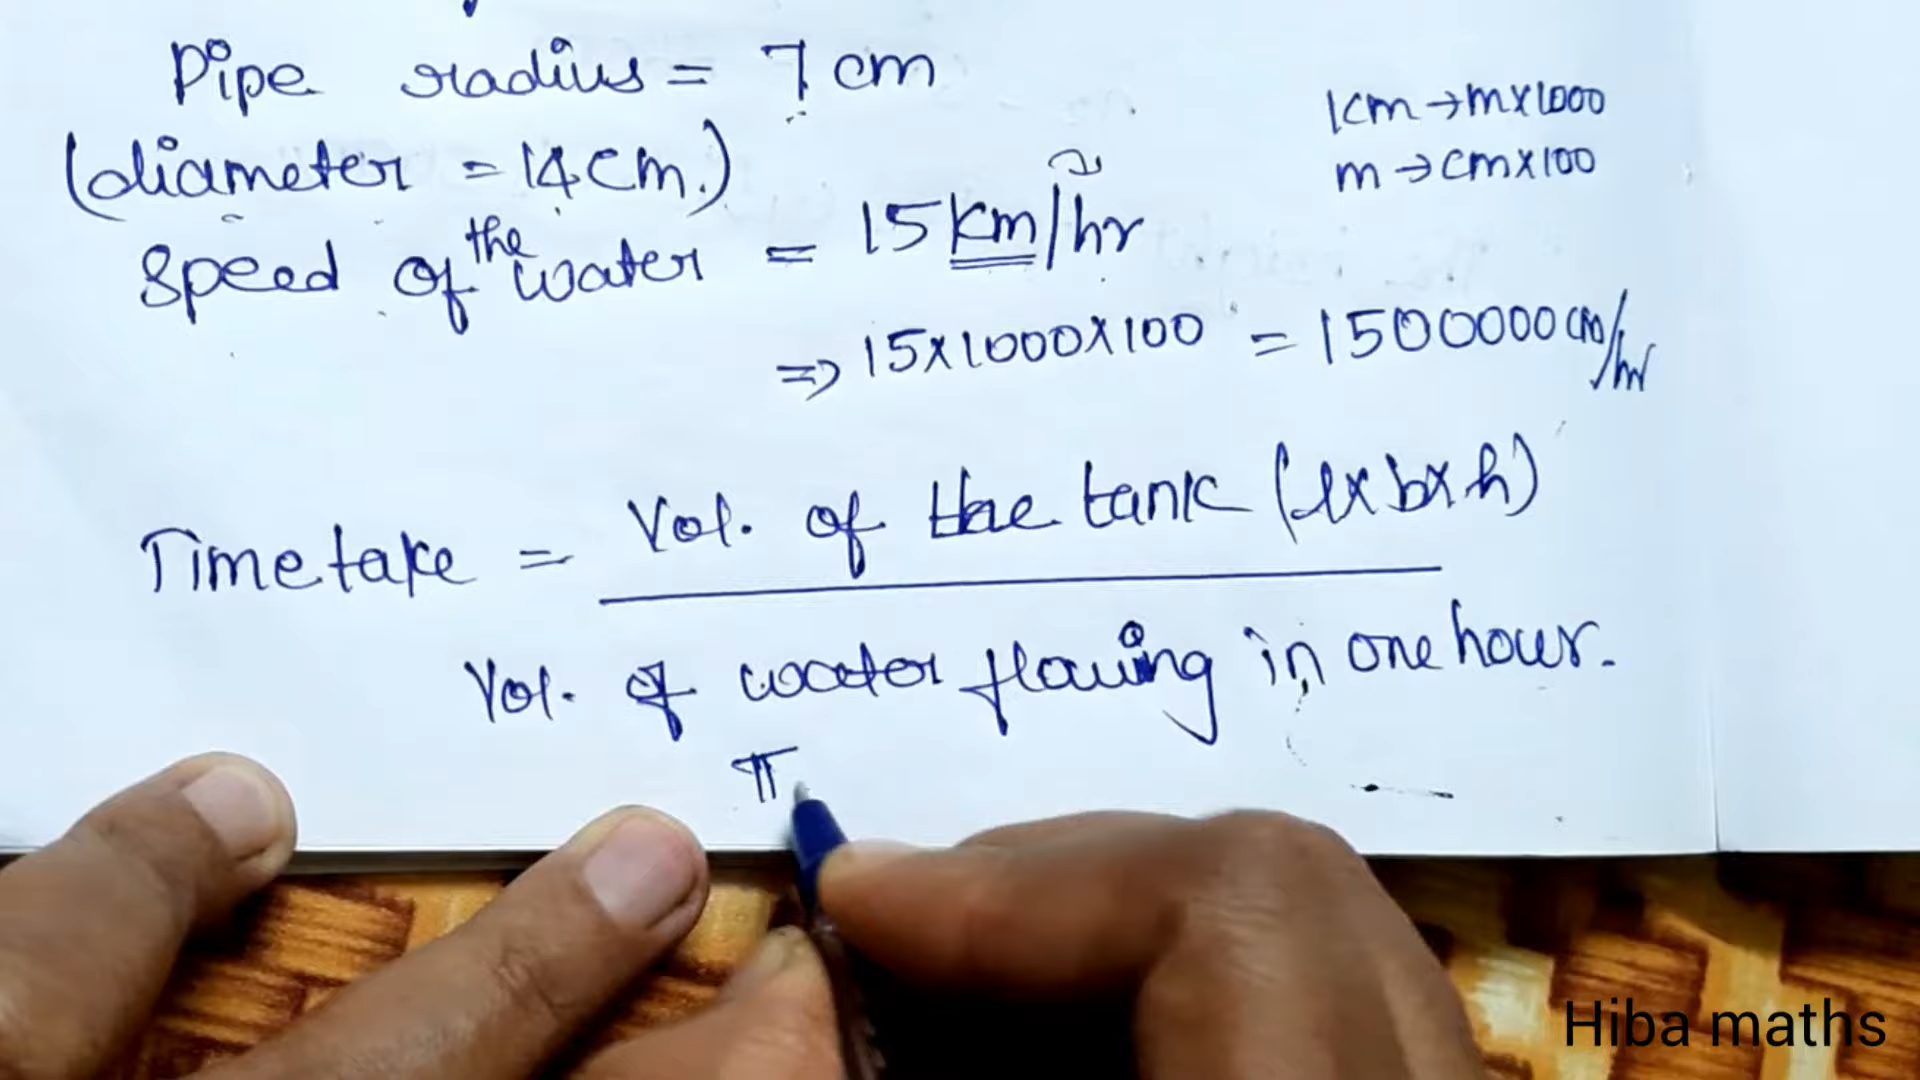 Pipe radius = 7 cm
(diameter = 14 cm.)
Speed of the water = 15 km/hr
⇒ 15×1000×100 = 1500000 cm/hr
1km → m×1000
m → cm×100
Time take = Vol. of the tank (l×b×h)
Vol. of water flowing in one hour.
π
Hiba maths